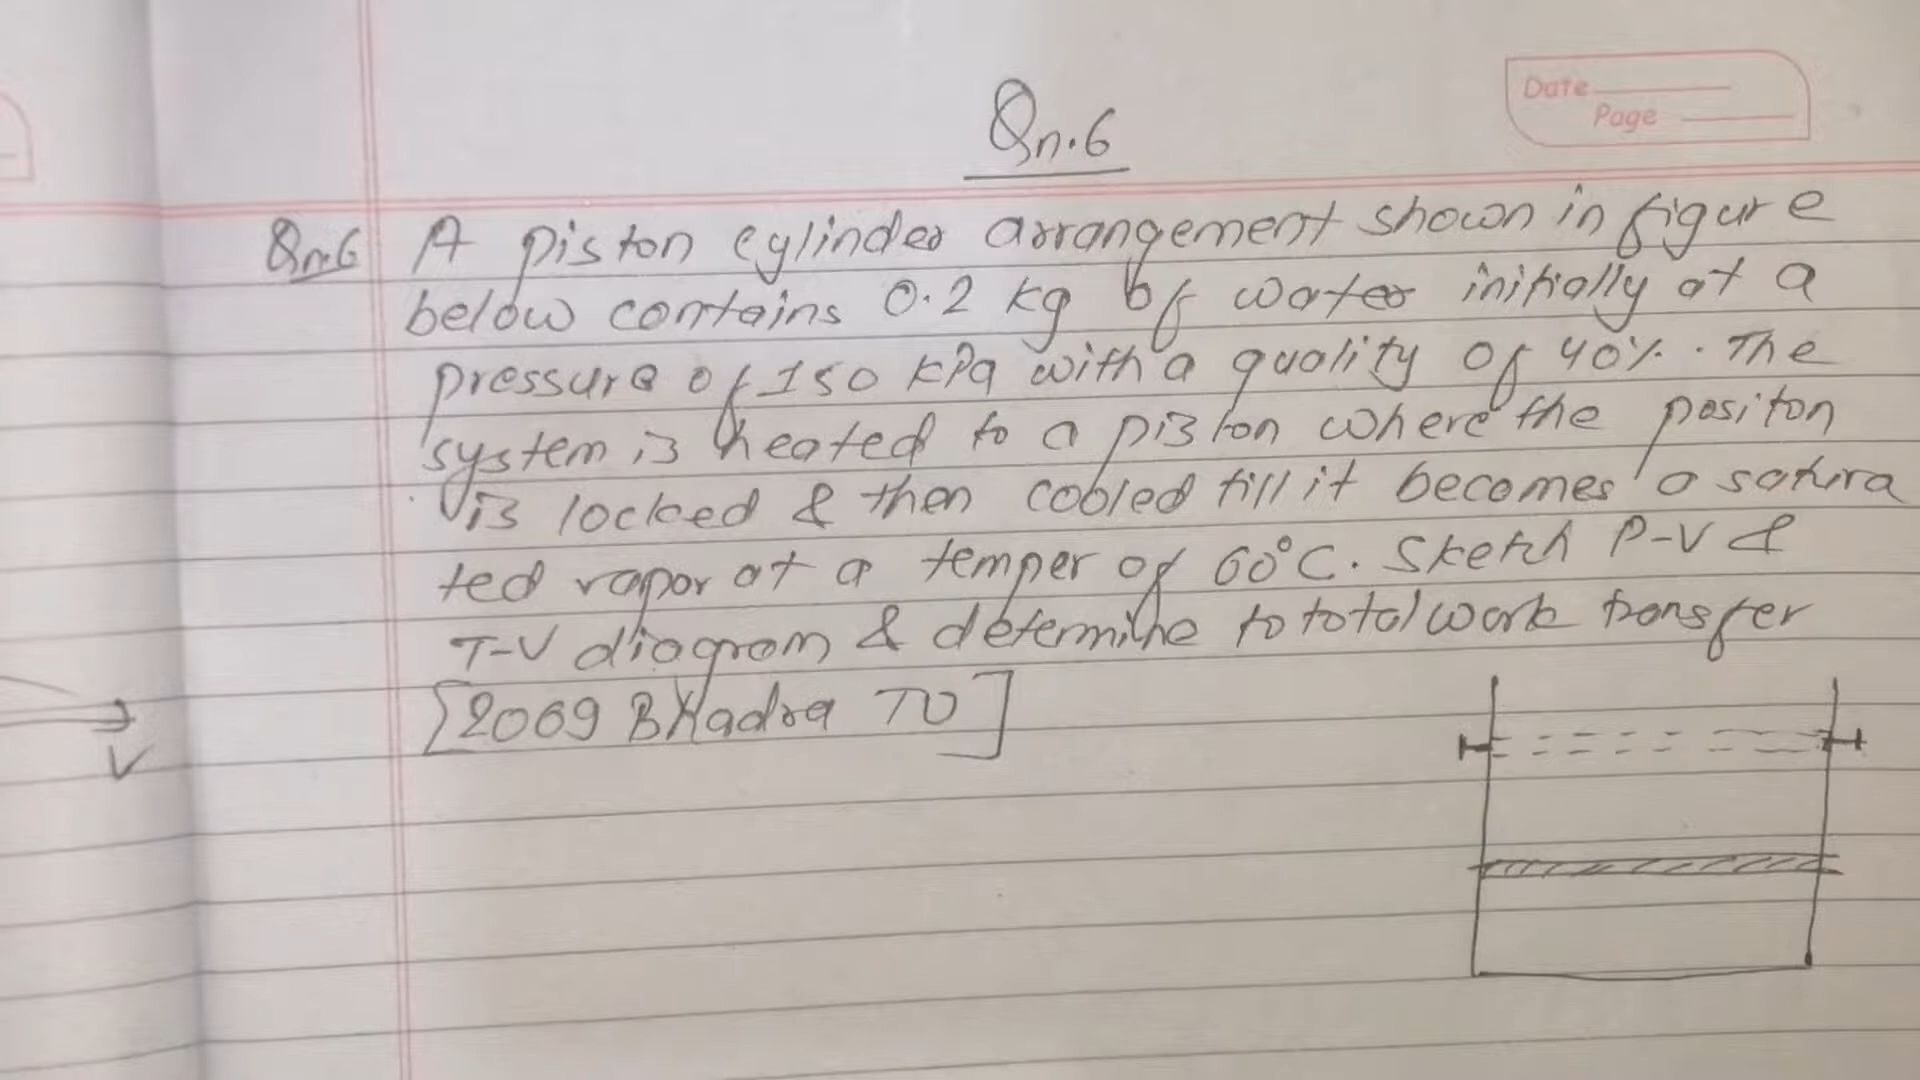 Date
Page
Qn.6
Qn.6 A piston cylinder arrangement shown in figure
below contains 0.2 kg of water initially at a
pressure of 150 kPa with a quality of 40%. The
system is heated to a piston where the positon
is locked & then cooled till it becomes a satura
ted vapor at a temper of 60°C. Sketch P-V &
T-V diagram & determine to total work transfer
[2069 Bhadra TU]
V